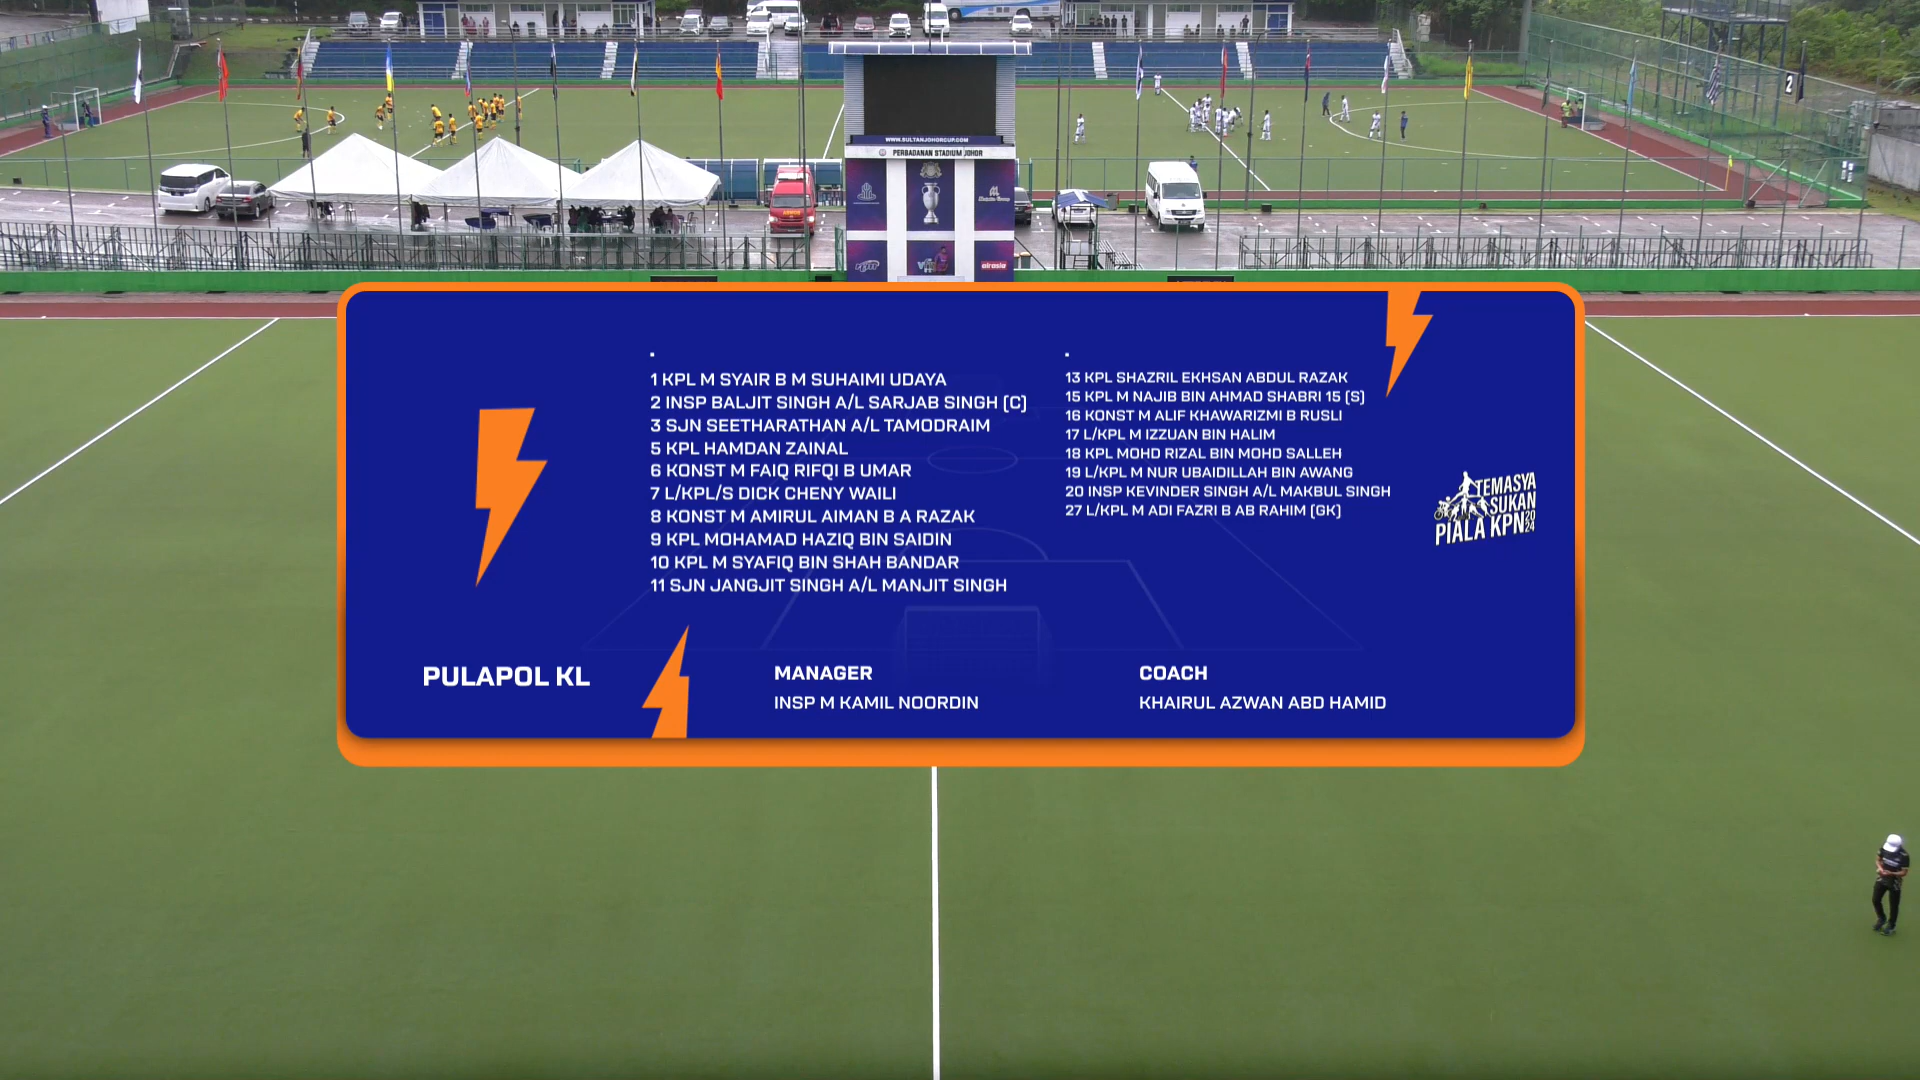 2
WWW.SULTANJOHORCUP.COM
PERBADANAN STADIUM JOHOR
airasia
.
1 KPL M SYAIR B M SUHAIMI UDAYA
2 INSP BALJIT SINGH A/L SARJAB SINGH (C)
3 SJN SEETHARATHAN A/L TAMODRAIM
5 KPL HAMDAN ZAINAL
6 KONST M FAIQ RIFQI B UMAR
7 L/KPL/S DICK CHENY WAILI
8 KONST M AMIRUL AIMAN B A RAZAK
9 KPL MOHAMAD HAZIQ BIN SAIDIN
10 KPL M SYAFIQ BIN SHAH BANDAR
11 SJN JANGJIT SINGH A/L MANJIT SINGH
.
13 KPL SHAZRIL EKHSAN ABDUL RAZAK
15 KPL M NAJIB BIN AHMAD SHABRI 15 (S)
16 KONST M ALIF KHAWARIZMI B RUSLI
17 L/KPL M IZZUAN BIN HALIM
18 KPL MOHD RIZAL BIN MOHD SALLEH
19 L/KPL M NUR UBAIDILLAH BIN AWANG
20 INSP KEVINDER SINGH A/L MAKBUL SINGH
27 L/KPL M ADI FAZRI B AB RAHIM (GK)
TEMASYA
SUKAN
PIALA KPN 2024
PULAPOL KL
MANAGER
INSP M KAMIL NOORDIN
COACH
KHAIRUL AZWAN ABD HAMID